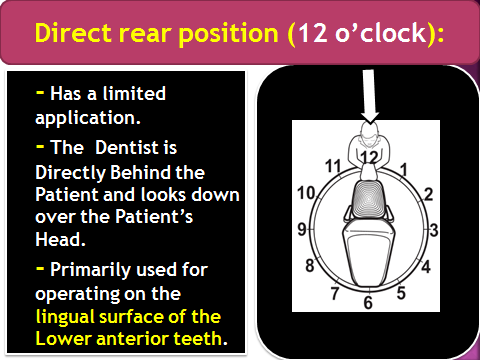 Direct rear position (12 o’clock):
- Has a limited
application.
- The  Dentist is
Directly Behind the
Patient and looks down
over the Patient’s
Head.
- Primarily used for
operating on the
lingual surface of the
Lower anterior teeth.
12
11
1
10
2
9
3
8
4
7
5
6